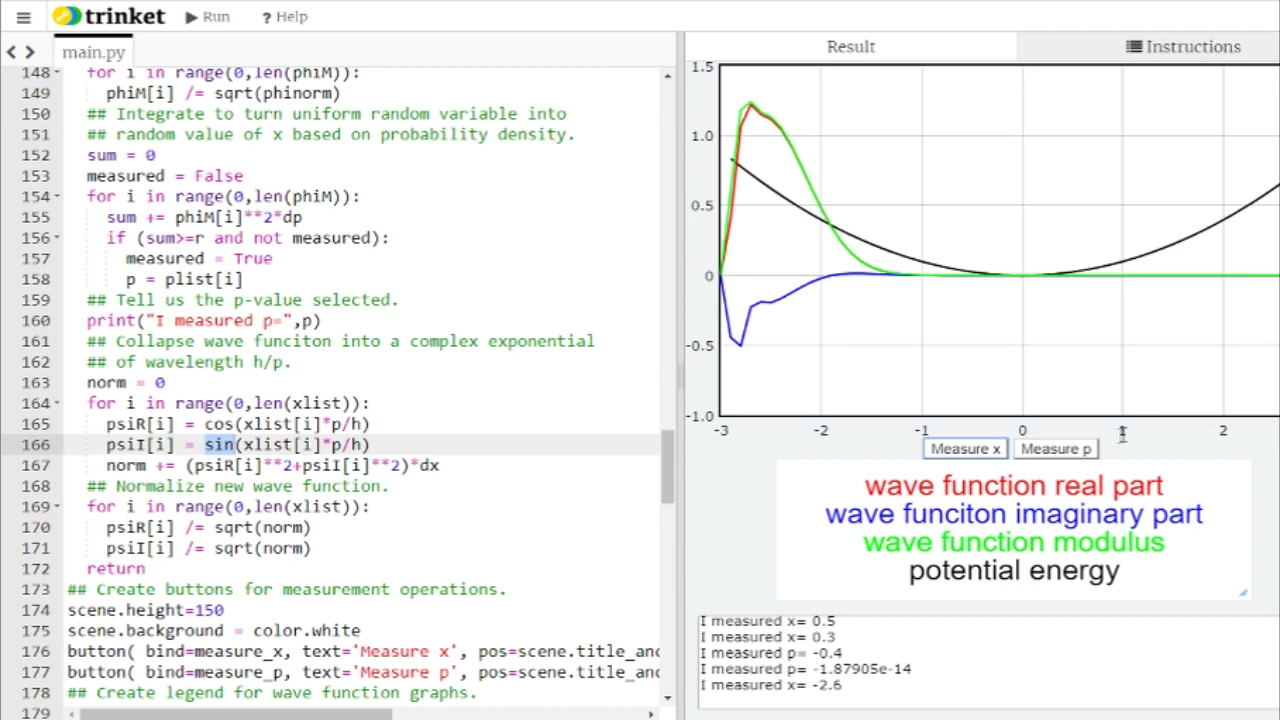 trinket Run ? Help
main.py
Result Instructions
148 for i in range(0,len(phiM)):
149 phiM[i] /= sqrt(phinorm)
150 ## Integrate to turn uniform random variable into
151 ## random value of x based on probability density.
152 sum = 0
153 measured = False
154 for i in range(0,len(phiM)):
155 sum += phiM[i]**2*dp
156 if (sum>=r and not measured):
157 measured = True
158 p = plist[i]
159 ## Tell us the p-value selected.
160 print("I measured p=",p)
161 ## Collapse wave funciton into a complex exponential
162 ## of wavelength h/p.
163 norm = 0
164 for i in range(0,len(xlist)):
165 psiR[i] = cos(xlist[i]*p/h)
166 psiI[i] = sin(xlist[i]*p/h)
167 norm += (psiR[i]**2+psiI[i]**2)*dx
168 ## Normalize new wave function.
169 for i in range(0,len(xlist)):
170 psiR[i] /= sqrt(norm)
171 psiI[i] /= sqrt(norm)
172 return
173 ## Create buttons for measurement operations.
174 scene.height=150
175 scene.background = color.white
176 button( bind=measure_x, text='Measure x', pos=scene.title_anc
177 button( bind=measure_p, text='Measure p', pos=scene.title_anc
178 ## Create legend for wave function graphs.
179
1.5
1.0
0.5
0
-0.5
-1.0
-3 -2 -1 0 1 2
Measure x Measure p
wave function real part
wave funciton imaginary part
wave function modulus
potential energy
I measured x= 0.5
I measured x= 0.3
I measured p= -0.4
I measured p= -1.87905e-14
I measured x= -2.6